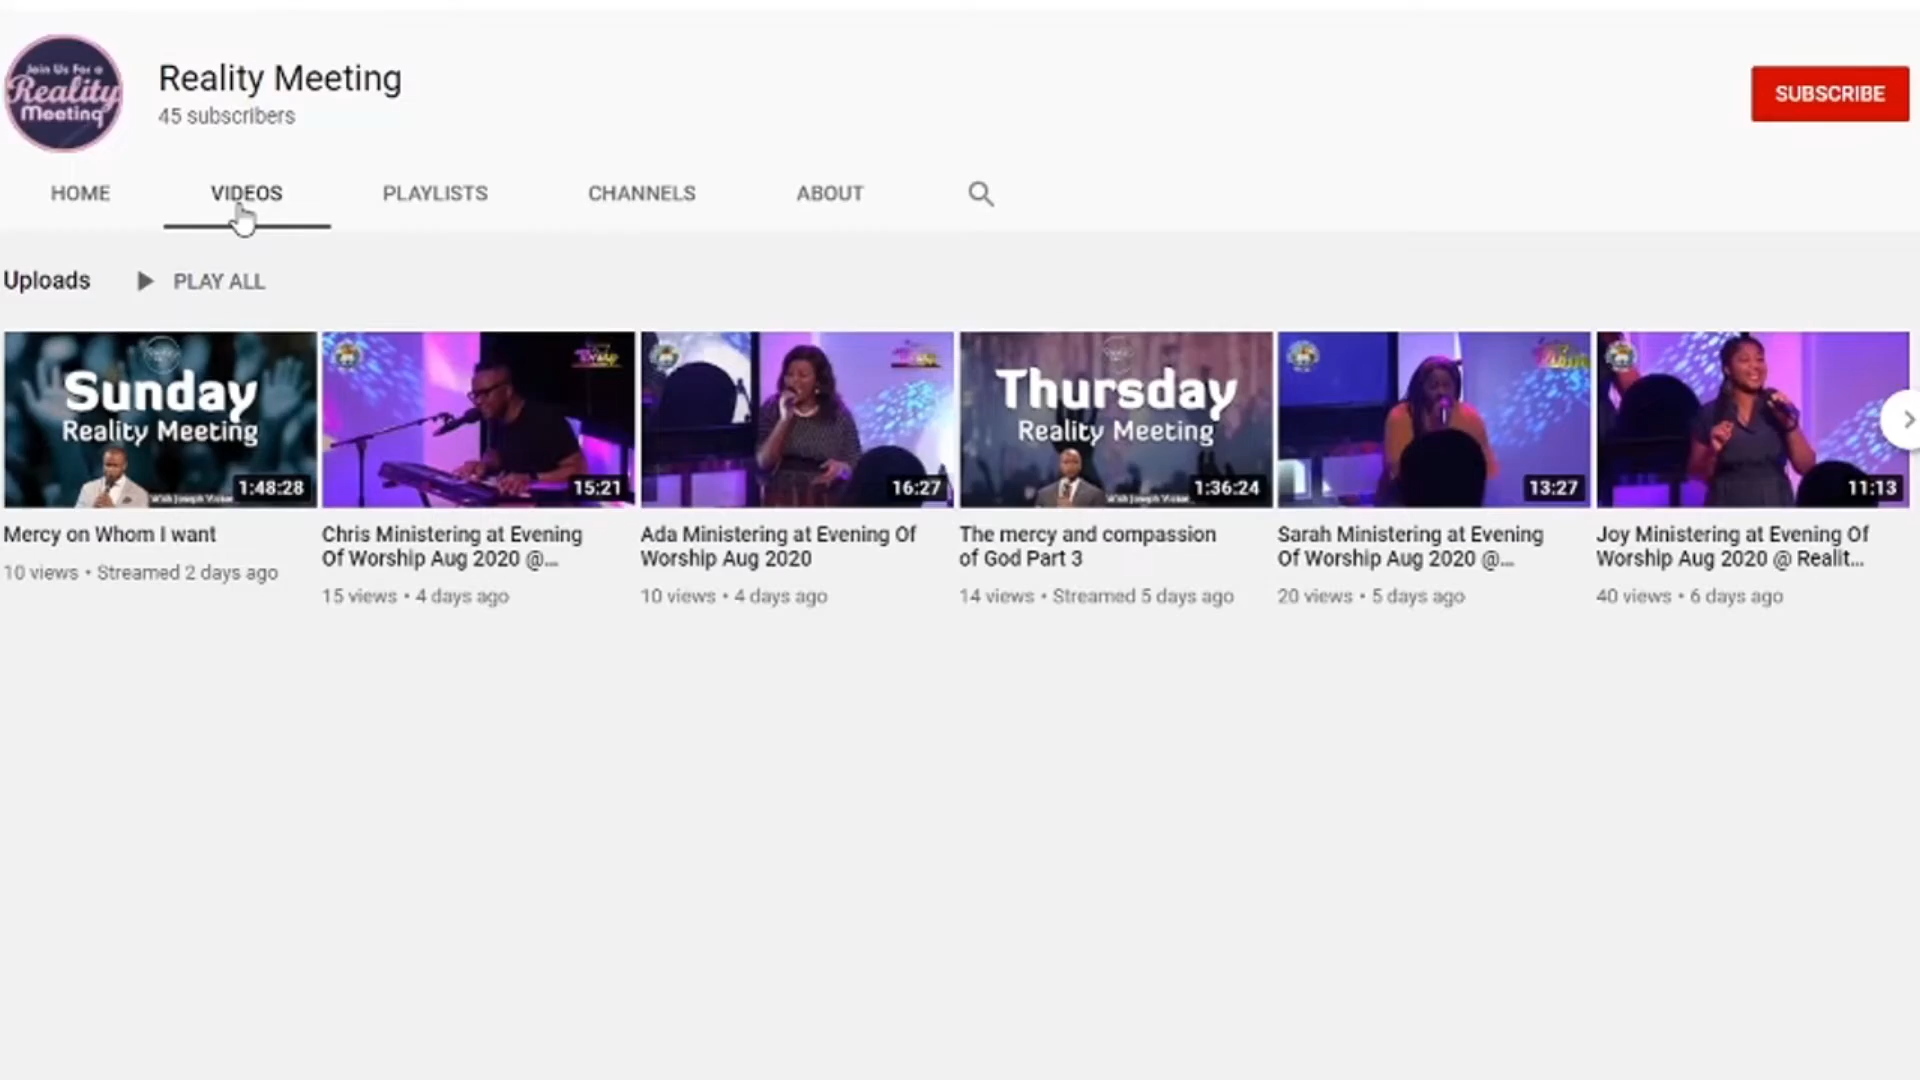 Join Us For a
Reality
Meeting
Reality Meeting
45 subscribers
SUBSCRIBE
HOME
VIDEOS
PLAYLISTS
CHANNELS
ABOUT
Uploads
PLAY ALL
Sunday
Reality Meeting
With Joseph
1:48:28
15:21
16:27
Thursday
Reality Meeting
With Joseph
1:36:24
13:27
11:13
Mercy on Whom I want
10 views • Streamed 2 days ago
Chris Ministering at Evening
Of Worship Aug 2020 @...
15 views • 4 days ago
Ada Ministering at Evening Of
Worship Aug 2020
10 views • 4 days ago
The mercy and compassion
of God Part 3
14 views • Streamed 5 days ago
Sarah Ministering at Evening
Of Worship Aug 2020 @...
20 views • 5 days ago
Joy Ministering at Evening Of
Worship Aug 2020 @ Realit...
40 views • 6 days ago